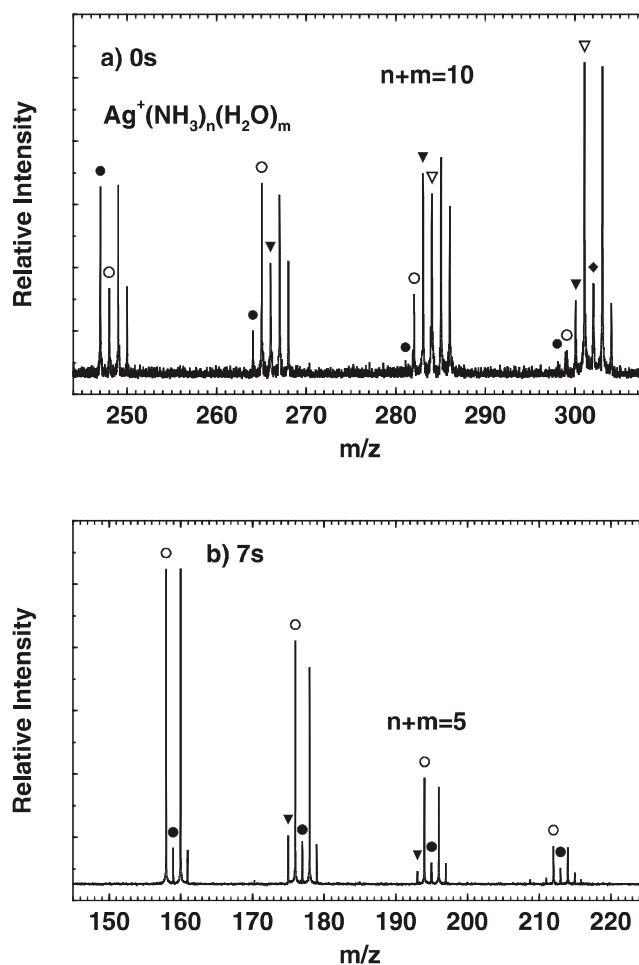 a) 0s
n+m=10
Ag⁺(NH₃)ₙ(H₂O)ₘ
Relative Intensity
250 260 270 280 290 300
m/z
b) 7s
n+m=5
Relative Intensity
150 160 170 180 190 200 210 220
m/z